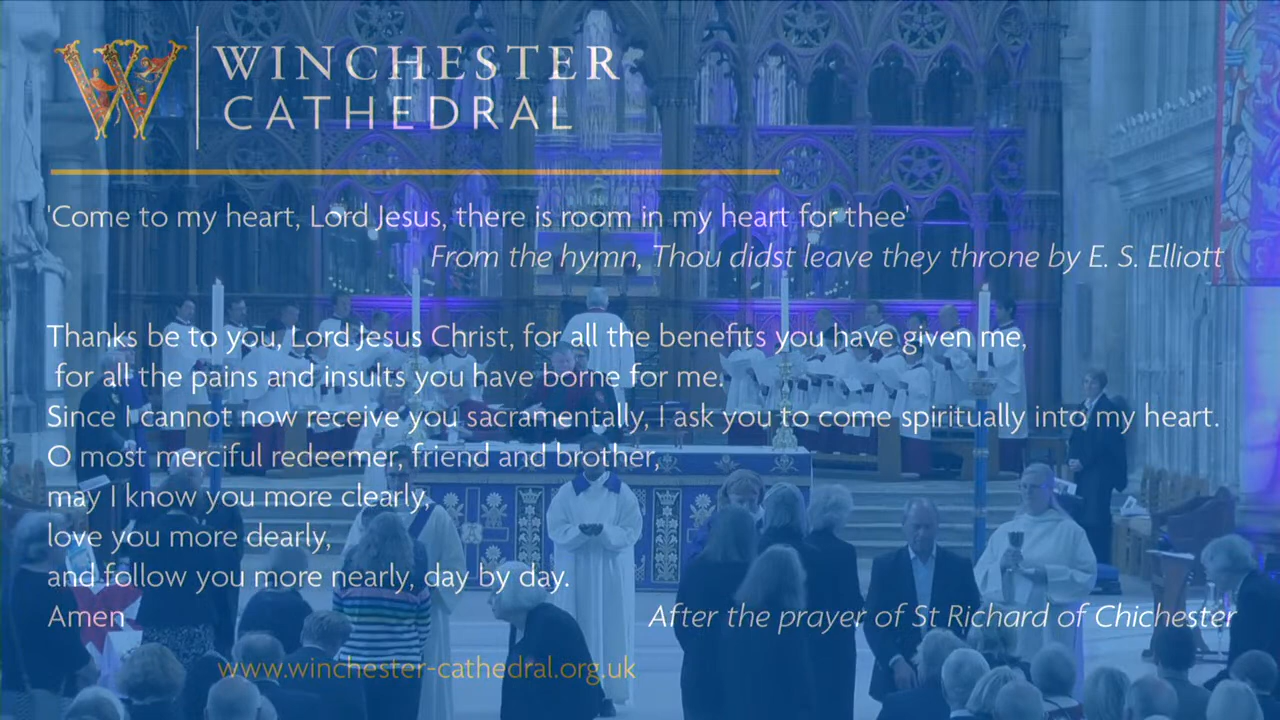 W
WINCHESTER
CATHEDRAL
'Come to my heart, Lord Jesus, there is room in my heart for thee'
From the hymn, Thou didst leave they throne by E. S. Elliott
Thanks be to you, Lord Jesus Christ, for all the benefits you have given me,
for all the pains and insults you have borne for me.
Since I cannot now receive you sacramentally, I ask you to come spiritually into my heart.
O most merciful redeemer, friend and brother,
may I know you more clearly,
love you more dearly,
and follow you more nearly, day by day.
Amen
After the prayer of St Richard of Chichester
www.winchester-cathedral.org.uk